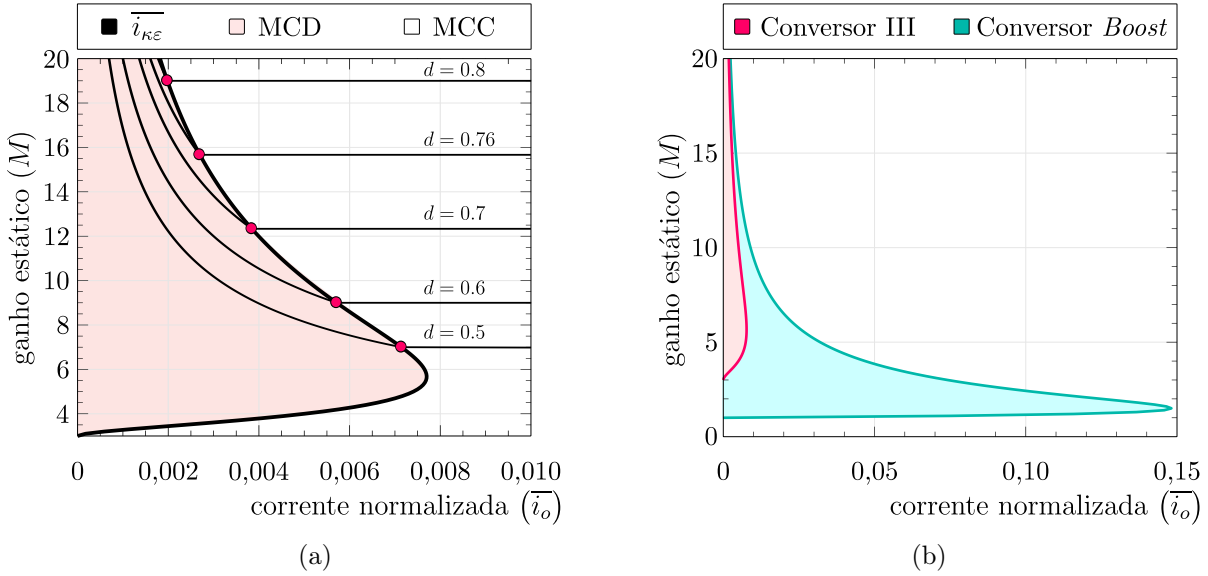 i_κε MCD MCC
20
18
16
14
12
10
8
6
4
ganho estático (M)
d = 0.8
d = 0.76
d = 0.7
d = 0.6
d = 0.5
0 0,002 0,004 0,006 0,008 0,010
corrente normalizada (i_o)
(a)
Conversor III Conversor Boost
20
15
10
5
0
ganho estático (M)
0 0,05 0,10 0,15
corrente normalizada (i_o)
(b)